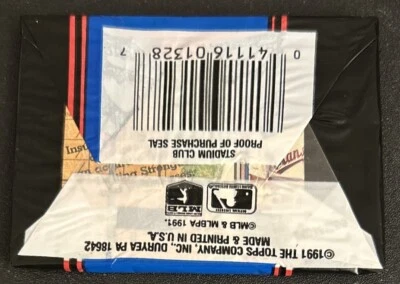 0 41116 01328 7
STADIUM CLUB
PROOF OF PURCHASE SEAL
MLB
©MLB & MLBPA 1991.
MADE & PRINTED IN U.S.A.
©1991 THE TOPPS COMPANY, INC., DURYEA PA 18642